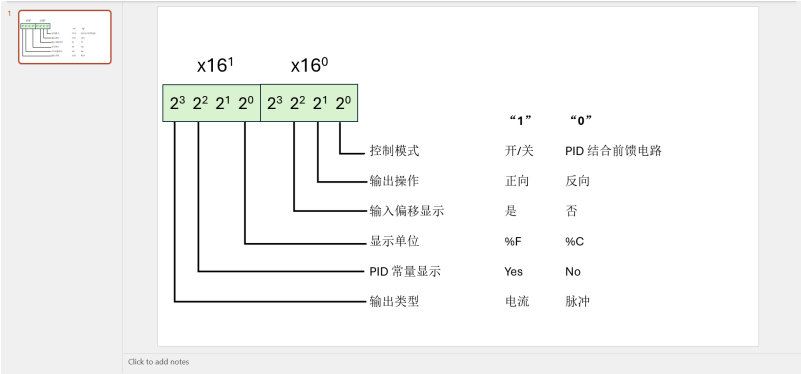 1
x16¹ x16⁰
2³ 2² 2¹ 2⁰ 2³ 2² 2¹ 2⁰
“1” “0”
控制模式 开/关 PID 结合前馈电路
输出操作 正向 反向
输入偏移显示 是 否
显示单位 %F %C
PID 常量显示 Yes No
输出类型 电流 脉冲
Click to add notes